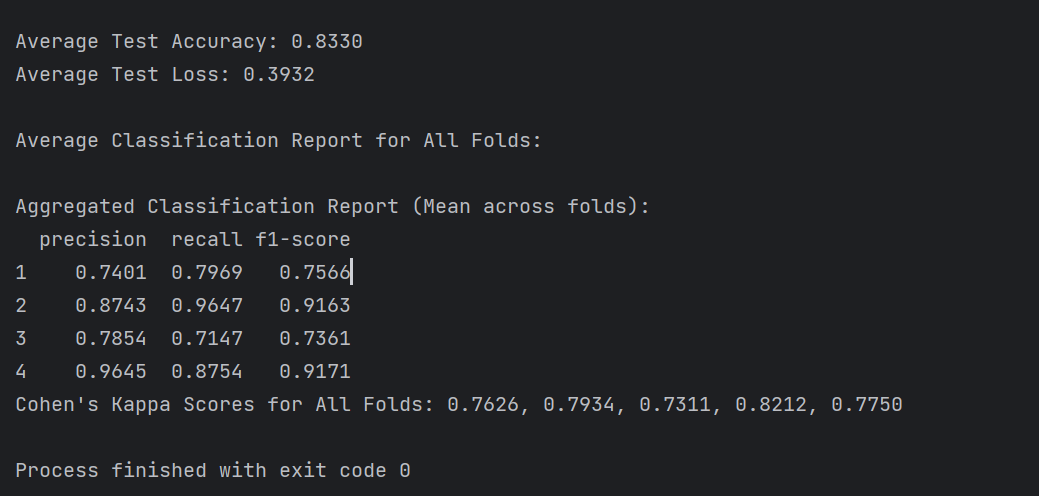 Average Test Accuracy: 0.8330
Average Test Loss: 0.3932
Average Classification Report for All Folds:
Aggregated Classification Report (Mean across folds):
precision recall f1-score
1 0.7401 0.7969 0.7566
2 0.8743 0.9647 0.9163
3 0.7854 0.7147 0.7361
4 0.9645 0.8754 0.9171
Cohen's Kappa Scores for All Folds: 0.7626, 0.7934, 0.7311, 0.8212, 0.7750
Process finished with exit code 0